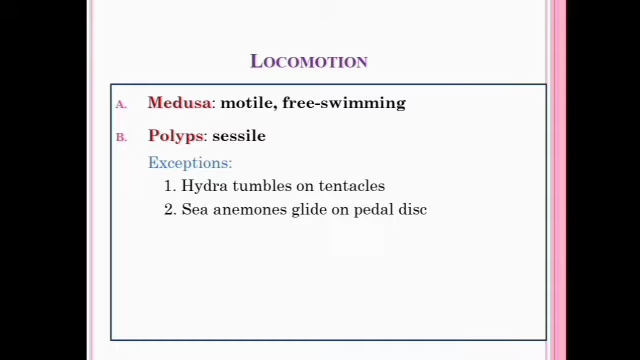 LOCOMOTION
A. Medusa: motile, free-swimming
B. Polyps: sessile
Exceptions:
1. Hydra tumbles on tentacles
2. Sea anemones glide on pedal disc